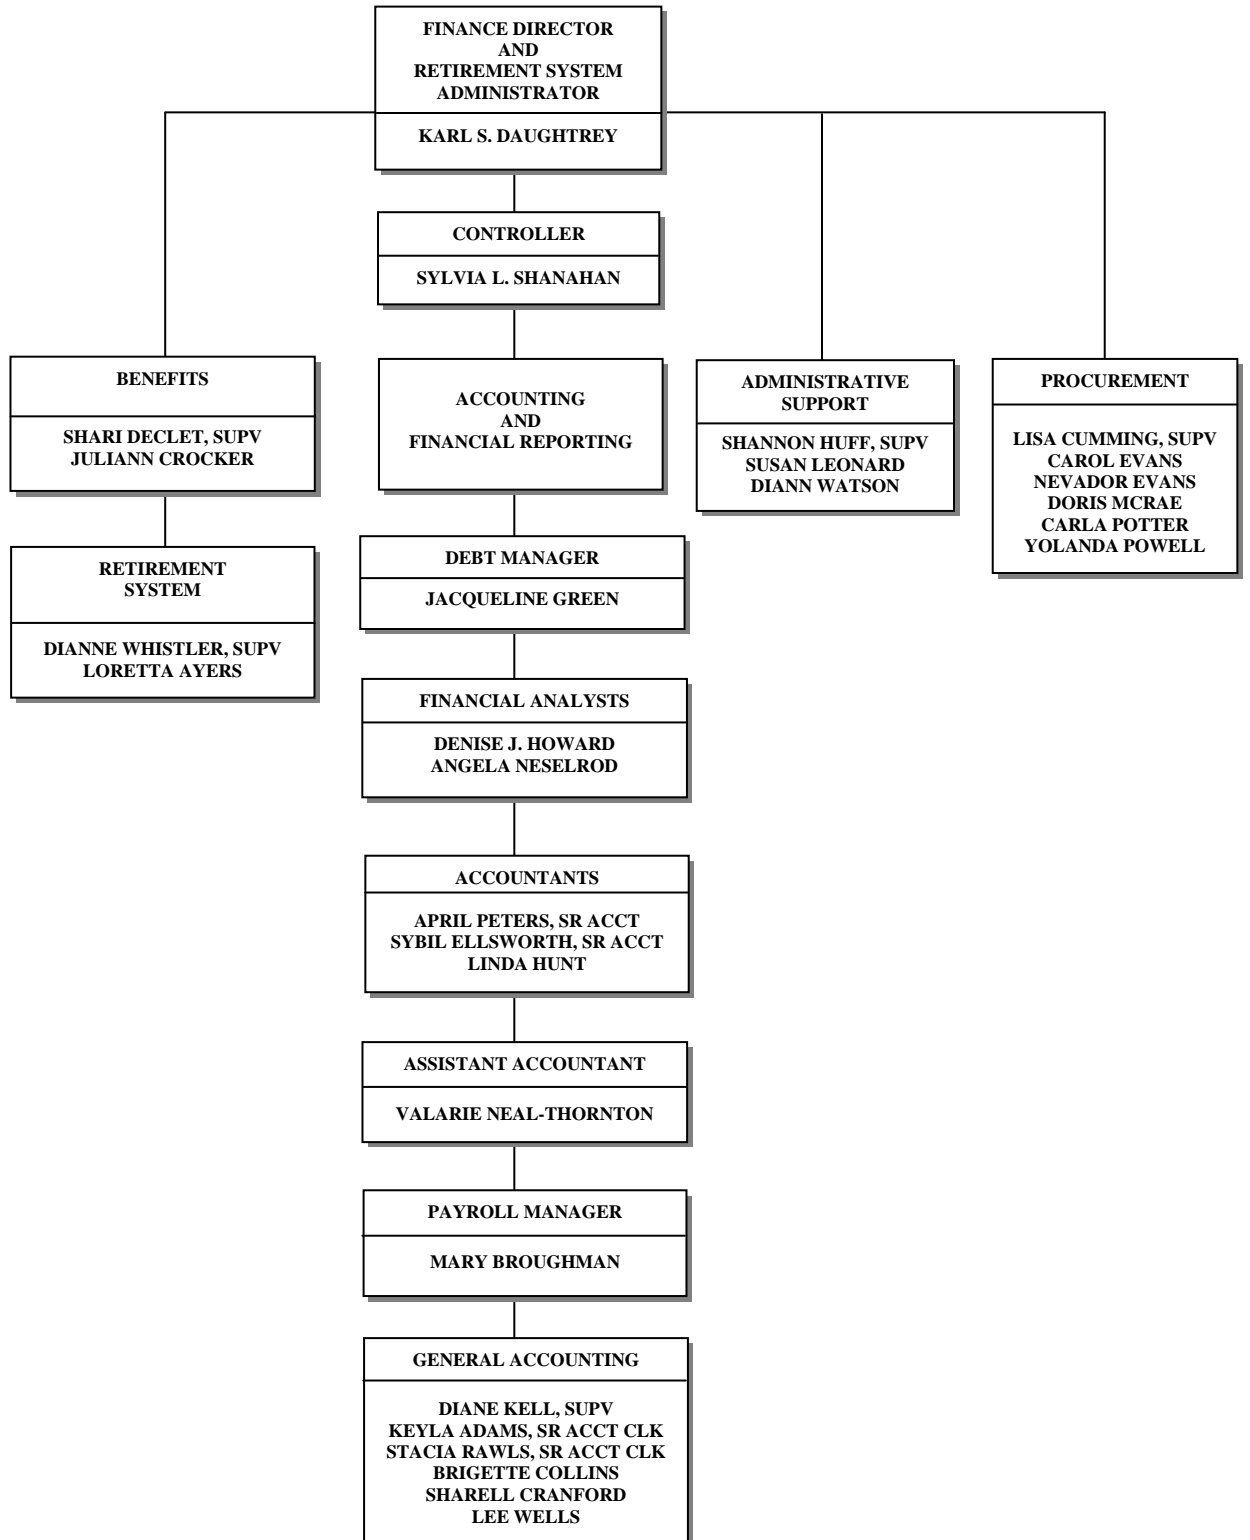 FINANCE DIRECTOR
AND
RETIREMENT SYSTEM
ADMINISTRATOR
KARL S. DAUGHTREY
CONTROLLER
SYLVIA L. SHANAHAN
BENEFITS
SHARI DECLET, SUPV
JULIANN CROCKER
RETIREMENT
SYSTEM
DIANNE WHISTLER, SUPV
LORETTA AYERS
ACCOUNTING
AND
FINANCIAL REPORTING
DEBT MANAGER
JACQUELINE GREEN
FINANCIAL ANALYSTS
DENISE J. HOWARD
ANGELA NESELROD
ACCOUNTANTS
APRIL PETERS, SR ACCT
SYBIL ELLSWORTH, SR ACCT
LINDA HUNT
ASSISTANT ACCOUNTANT
VALARIE NEAL-THORNTON
PAYROLL MANAGER
MARY BROUGHMAN
GENERAL ACCOUNTING
DIANE KELL, SUPV
KEYLA ADAMS, SR ACCT CLK
STACIA RAWLS, SR ACCT CLK
BRIGETTE COLLINS
SHARELL CRANFORD
LEE WELLS
ADMINISTRATIVE
SUPPORT
SHANNON HUFF, SUPV
SUSAN LEONARD
DIANN WATSON
PROCUREMENT
LISA CUMMING, SUPV
CAROL EVANS
NEVADOR EVANS
DORIS MCRAE
CARLA POTTER
YOLANDA POWELL